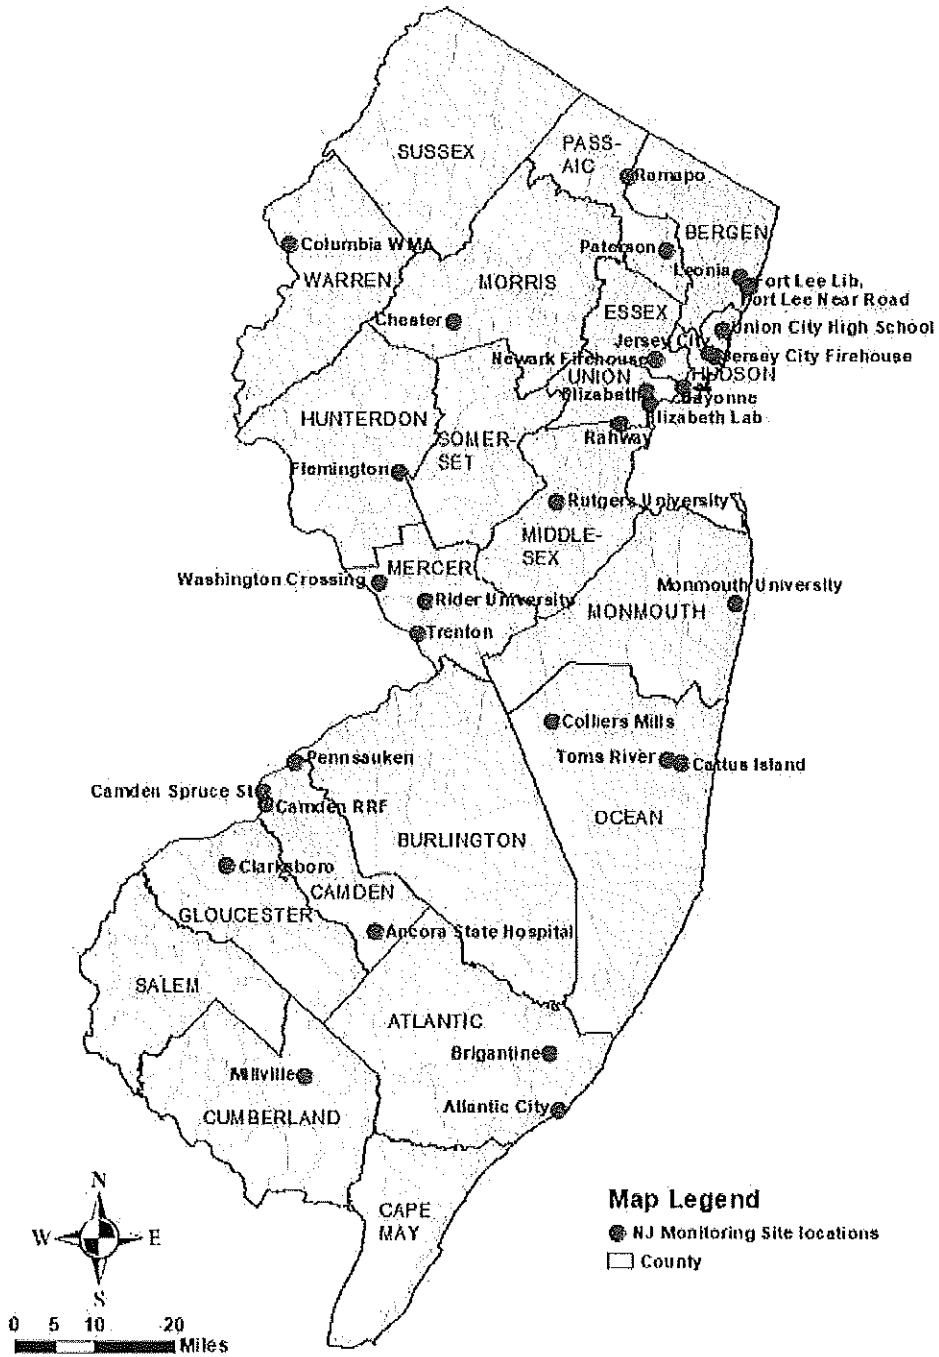 SUSSEX
PASS-
AIC
Ramapo
BERGEN
Columbia WMA
Paterson
WARREN
Leonia
MORRIS
Fort Lee Lib,
Fort Lee Near Road
ESSEX
Chester
Union City High School
Jersey City
Newark Firehouse
Jersey City Firehouse
UNION
HUDSON
Elizabeth
Bayonne
Elizabeth Lab
HUNTERDON
Rahway
SOMER-
SET
Flemington
Rutgers University
MIDDLE-
SEX
MERCER
Washington Crossing
Monmouth University
Rider University
MONMOUTH
Trenton
Colliers Mills
Pennsauken
Toms River
Cattus Island
Camden Spruce St
Camden RRF
OCEAN
BURLINGTON
Clarksboro
CAMDEN
GLOUCESTER
Ancora State Hospital
SALEM
ATLANTIC
Brigantine
Millville
Atlantic City
CUMBERLAND
N
W
E
S
CAPE
MAY
Map Legend
NJ Monitoring Site locations
County
0 5 10 20
Miles